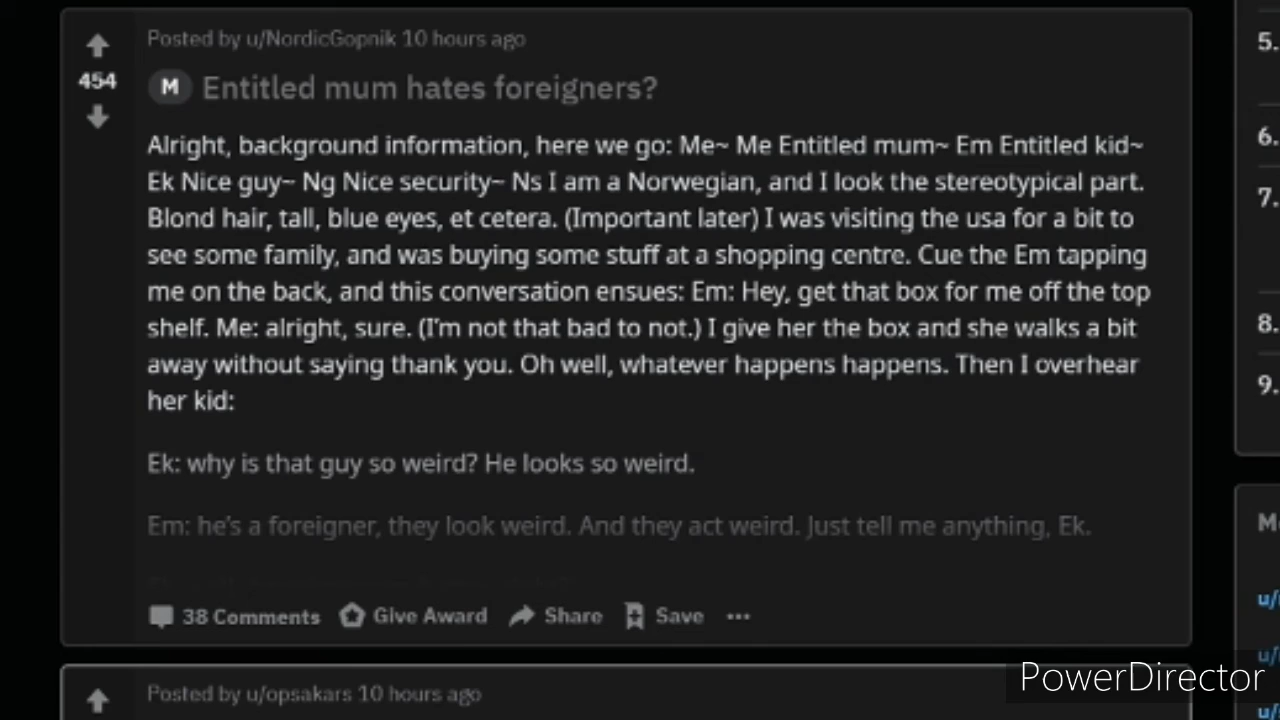 Posted by u/NordicGopnik 10 hours ago
454
M Entitled mum hates foreigners?
Alright, background information, here we go: Me~ Me Entitled mum~ Em Entitled kid~
Ek Nice guy~ Ng Nice security~ Ns I am a Norwegian, and I look the stereotypical part.
Blond hair, tall, blue eyes, et cetera. (Important later) I was visiting the usa for a bit to
see some family, and was buying some stuff at a shopping centre. Cue the Em tapping
me on the back, and this conversation ensues: Em: Hey, get that box for me off the top
shelf. Me: alright, sure. (I'm not that bad to not.) I give her the box and she walks a bit
away without saying thank you. Oh well, whatever happens happens. Then I overhear
her kid:
Ek: why is that guy so weird? He looks so weird.
Em: he's a foreigner, they look weird. And they act weird. Just tell me anything, Ek.
38 Comments Give Award Share Save ...
Posted by u/opsakars 10 hours ago
5.
6.
7.
8.
9.
M
u/
u/
u/
PowerDirector